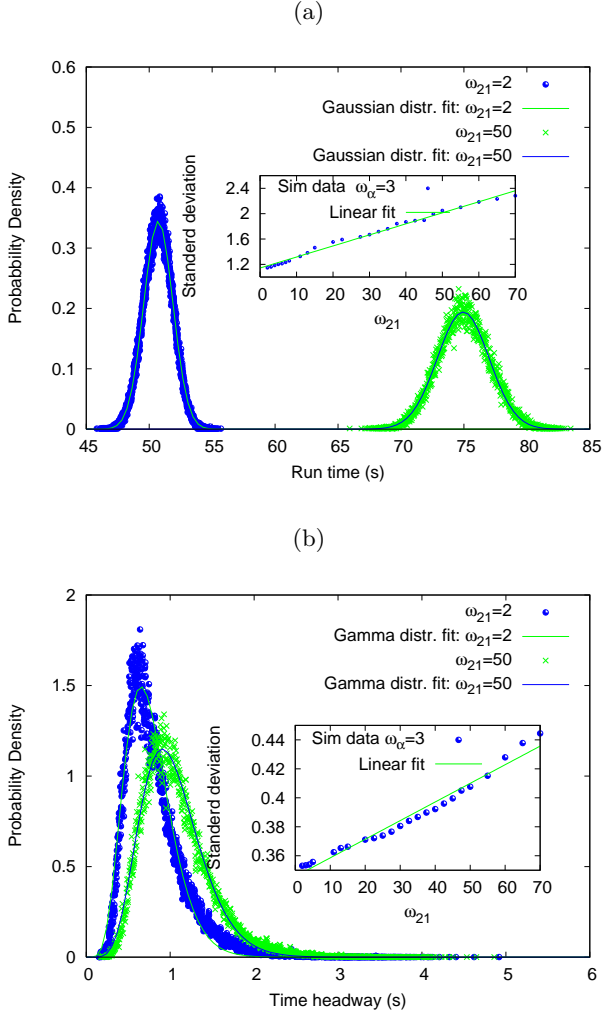 (a)
0.6
0.5
0.4
0.3
0.2
0.1
0
Probabbility Density
45 50 55 60 65 70 75 80 85
Run time (s)
ω21=2
Gaussian distr. fit: ω21=2
ω21=50
Gaussian distr. fit: ω21=50
Standerd deviation
2.4
2.0
1.6
1.2
Sim data ωα=3
Linear fit
0 10 20 30 40 50 60 70
ω21
(b)
2
1.5
1
0.5
0
Probability Density
0 1 2 3 4 5 6
Time headway (s)
ω21=2
Gamma distr. fit: ω21=2
ω21=50
Gamma distr. fit: ω21=50
Standerd deviation
0.44
0.42
0.4
0.38
0.36
Sim data ωα=3
Linear fit
0 10 20 30 40 50 60 70
ω21